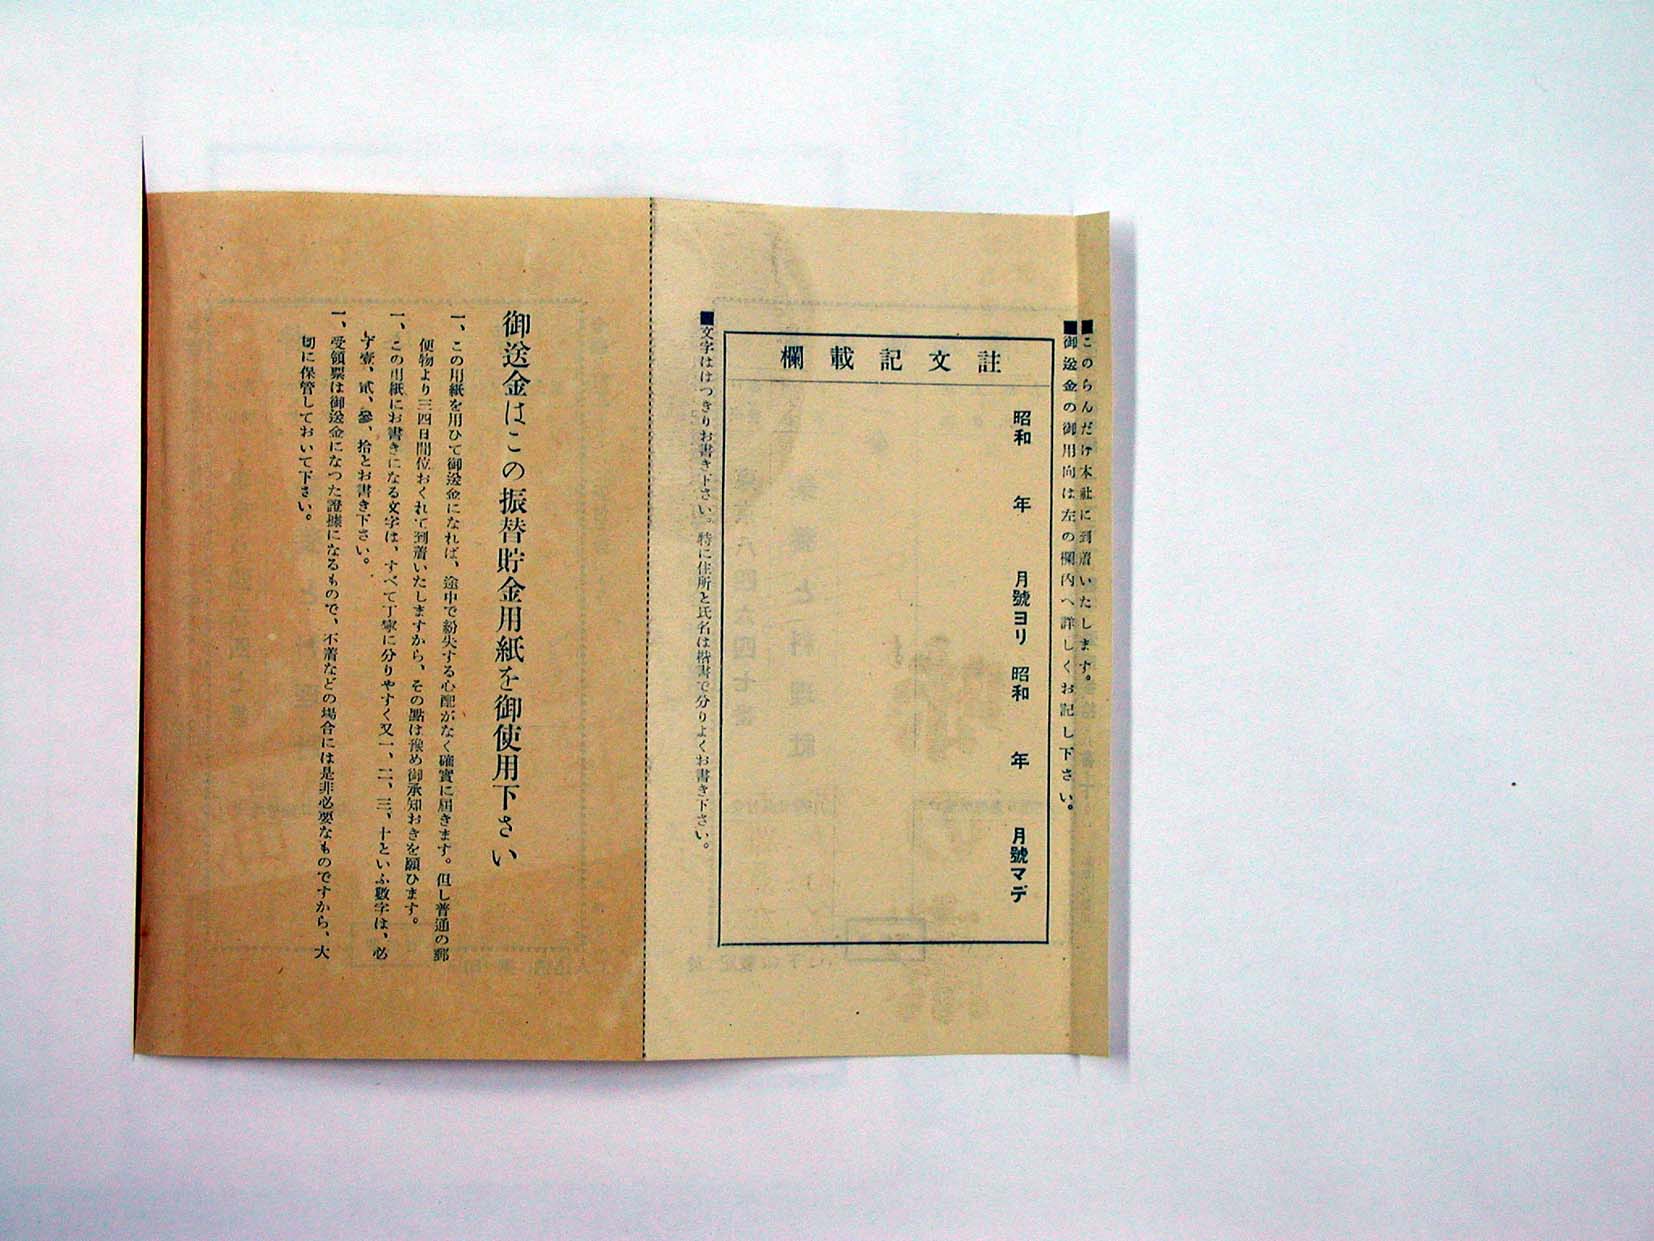 ■このらんだけ本社に到着いたします。
■御送金の御用向は左の欄内へ詳しくお記し下さい。
註文記載欄
昭和　年　月號ヨリ　昭和　年　月號マデ
■文字ははつきりお書き下さい。特に住所と氏名は楷書で分りよくお書き下さい。
御送金はこの振替貯金用紙を御使用下さい
一、この用紙を用ひて御送金になれば、途中で紛失する心配がなく確實に屆きます。但し普通の郵
便物より三四日間位おくれて到着いたしますから、その點は豫め御承知おきを願ひます。
一、この用紙にお書きになる文字は、すべて丁寧に分りやすく又一、二、三、十といふ數字は、必
ず壹、貳、參、拾とお書き下さい。
一、受領票は御送金になつた證據になるもので、不着などの場合には是非必要なものですから、大
切に保管しておいて下さい。
東京八四六四七番
榮養と料理社